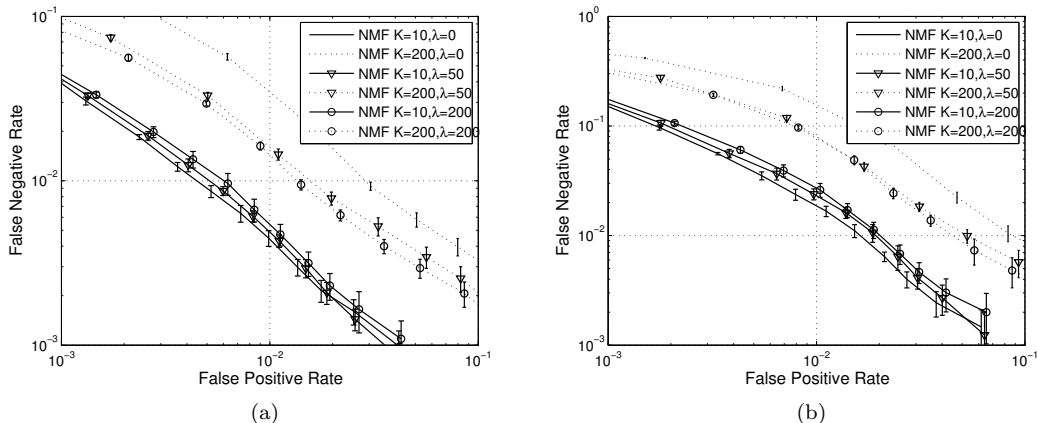 10^-1
10^-2
10^-3
False Negative Rate
10^-3
10^-2
10^-1
False Positive Rate
NMF K=10,λ=0
NMF K=200,λ=0
NMF K=10,λ=50
NMF K=200,λ=50
NMF K=10,λ=200
NMF K=200,λ=200
(a)
10^0
10^-1
10^-2
10^-3
False Negative Rate
10^-3
10^-2
10^-1
False Positive Rate
NMF K=10,λ=0
NMF K=200,λ=0
NMF K=10,λ=50
NMF K=200,λ=50
NMF K=10,λ=200
NMF K=200,λ=200
(b)